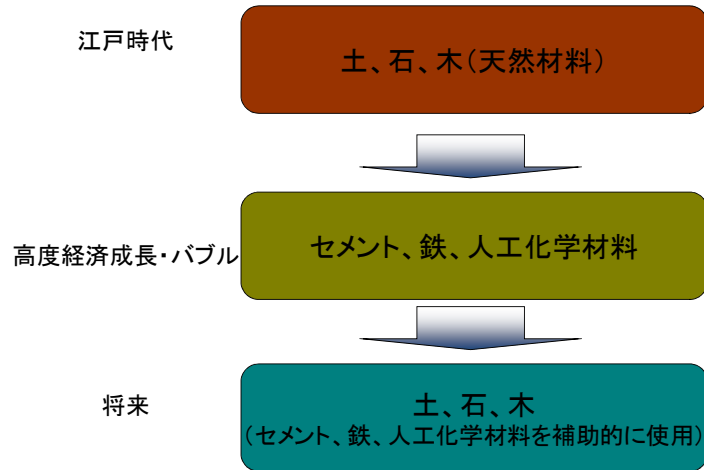 江戸時代
土、石、木(天然材料)
高度経済成長・バブル
セメント、鉄、人工化学材料
将来
土、石、木
(セメント、鉄、人工化学材料を補助的に使用)